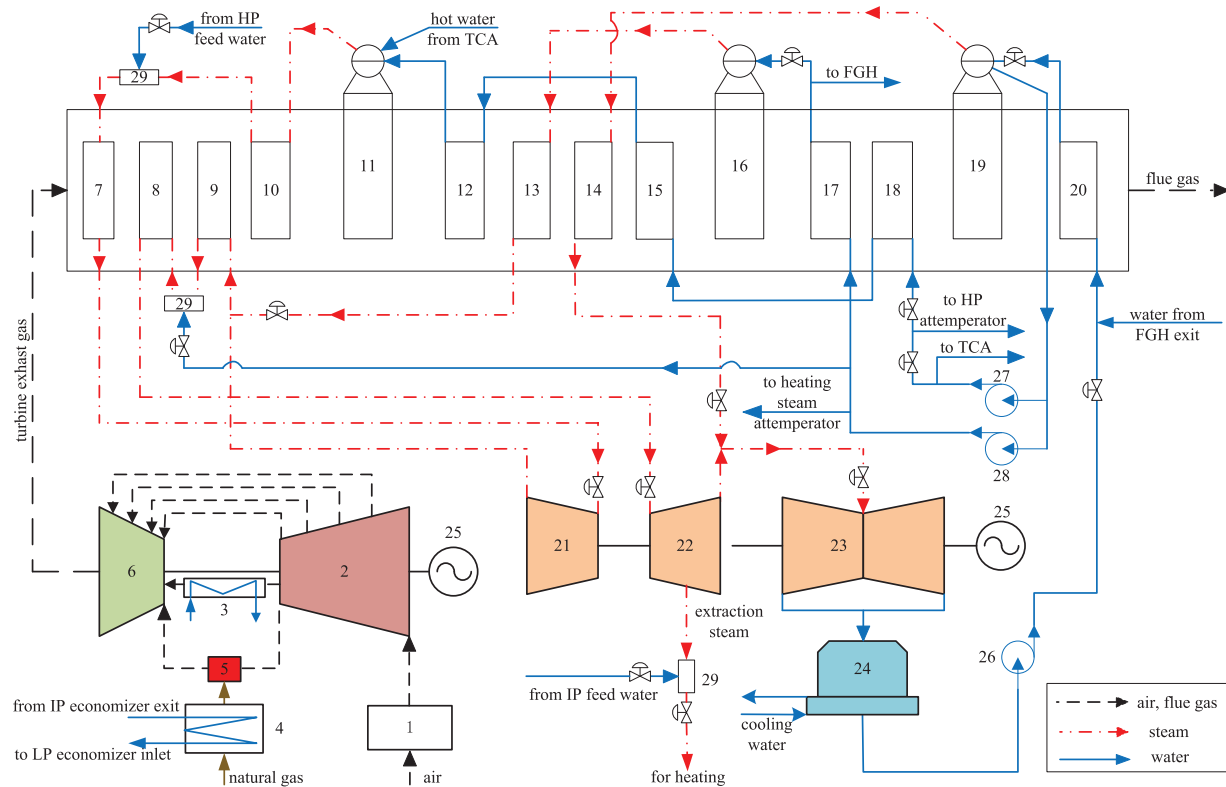 from HP
feed water
hot water
from TCA
29
to FGH
7
8
9
10
11
12
13
14
15
16
17
18
19
20
flue gas
29
to HP
attemperator
to TCA
27
water from
FGH exit
to heating
steam
attemperator
28
turbine exhast gas
6
2
25
3
21
22
23
25
5
extraction
steam
24
26
29
from IP feed water
from IP economizer exit
4
to LP economizer inlet
1
cooling
water
natural gas
air
for heating
air, flue gas
steam
water